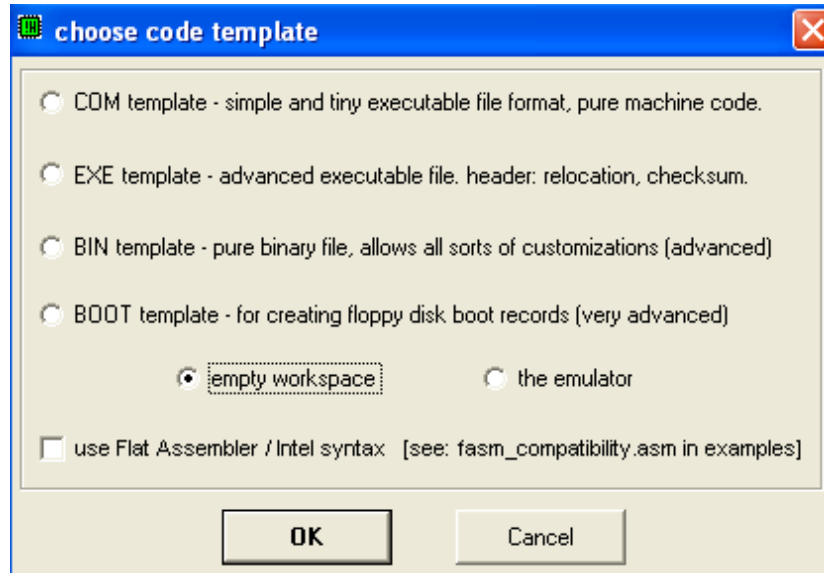 choose code template
COM template - simple and tiny executable file format, pure machine code.
EXE template - advanced executable file. header: relocation, checksum.
BIN template - pure binary file, allows all sorts of customizations (advanced)
BOOT template - for creating floppy disk boot records (very advanced)
empty workspace the emulator
use Flat Assembler / Intel syntax [see: fasm_compatibility.asm in examples]
OK Cancel